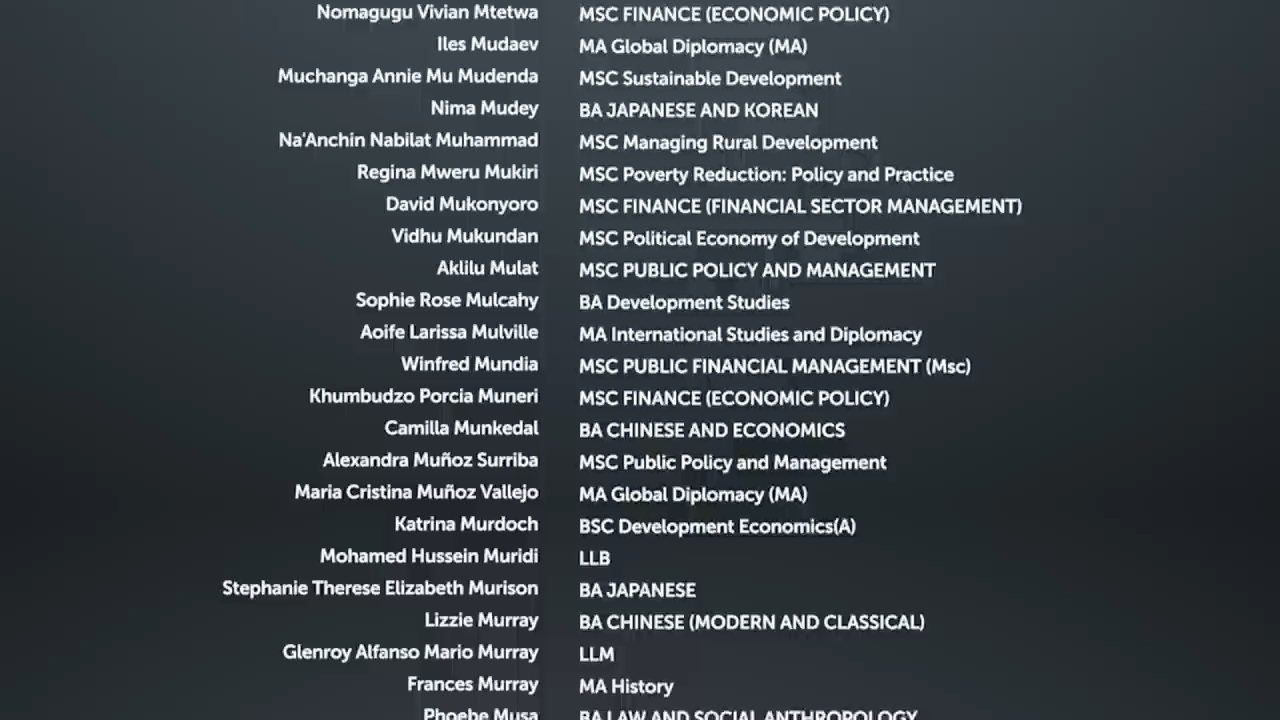 Nomagugu Vivian Mtetwa MSC FINANCE (ECONOMIC POLICY)
Iles Mudaev MA Global Diplomacy (MA)
Muchanga Annie Mu Mudenda MSC Sustainable Development
Nima Mudey BA JAPANESE AND KOREAN
Na'Anchin Nabilat Muhammad MSC Managing Rural Development
Regina Mweru Mukiri MSC Poverty Reduction: Policy and Practice
David Mukonyoro MSC FINANCE (FINANCIAL SECTOR MANAGEMENT)
Vidhu Mukundan MSC Political Economy of Development
Aklilu Mulat MSC PUBLIC POLICY AND MANAGEMENT
Sophie Rose Mulcahy BA Development Studies
Aoife Larissa Mulville MA International Studies and Diplomacy
Winfred Mundia MSC PUBLIC FINANCIAL MANAGEMENT (Msc)
Khumbudzo Porcia Muneri MSC FINANCE (ECONOMIC POLICY)
Camilla Munkedal BA CHINESE AND ECONOMICS
Alexandra Muñoz Surriba MSC Public Policy and Management
Maria Cristina Muñoz Vallejo MA Global Diplomacy (MA)
Katrina Murdoch BSC Development Economics(A)
Mohamed Hussein Muridi LLB
Stephanie Therese Elizabeth Murison BA JAPANESE
Lizzie Murray BA CHINESE (MODERN AND CLASSICAL)
Glenroy Alfanso Mario Murray LLM
Frances Murray MA History
Phoebe Musa BA LAW AND SOCIAL ANTHROPOLOGY